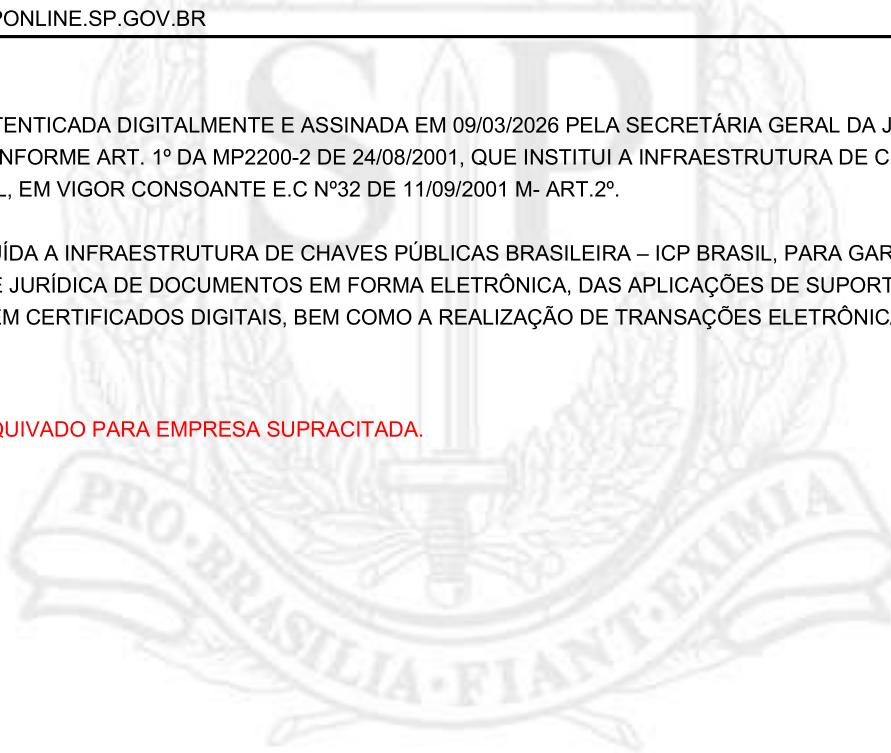 PONLINE.SP.GOV.BR
TENTICADA DIGITALMENTE E ASSINADA EM 09/03/2026 PELA SECRETÁRIA GERAL DA J
NFORME ART. 1º DA MP2200-2 DE 24/08/2001, QUE INSTITUI A INFRAESTRUTURA DE C
L, EM VIGOR CONSOANTE E.C Nº32 DE 11/09/2001 M- ART.2º.
ÍDA A INFRAESTRUTURA DE CHAVES PÚBLICAS BRASILEIRA – ICP BRASIL, PARA GAR
E JURÍDICA DE DOCUMENTOS EM FORMA ELETRÔNICA, DAS APLICAÇÕES DE SUPORT
EM CERTIFICADOS DIGITAIS, BEM COMO A REALIZAÇÃO DE TRANSAÇÕES ELETRÔNICA
QUIVADO PARA EMPRESA SUPRACITADA.
SP
PRO·BRASILIA·FIANT·EXIMIA